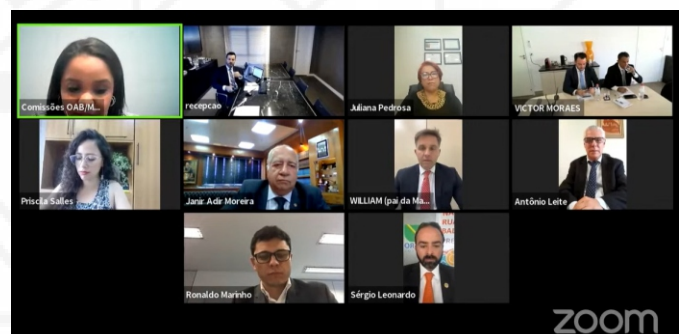 Comissões OAB/M...
recepcao
Juliana Pedrosa
VICTOR MORAES
Priscila Salles
Janir Adir Moreira
WILLIAM (pai da Ma...
Antônio Leite
Ronaldo Marinho
Sérgio Leonardo
zoom